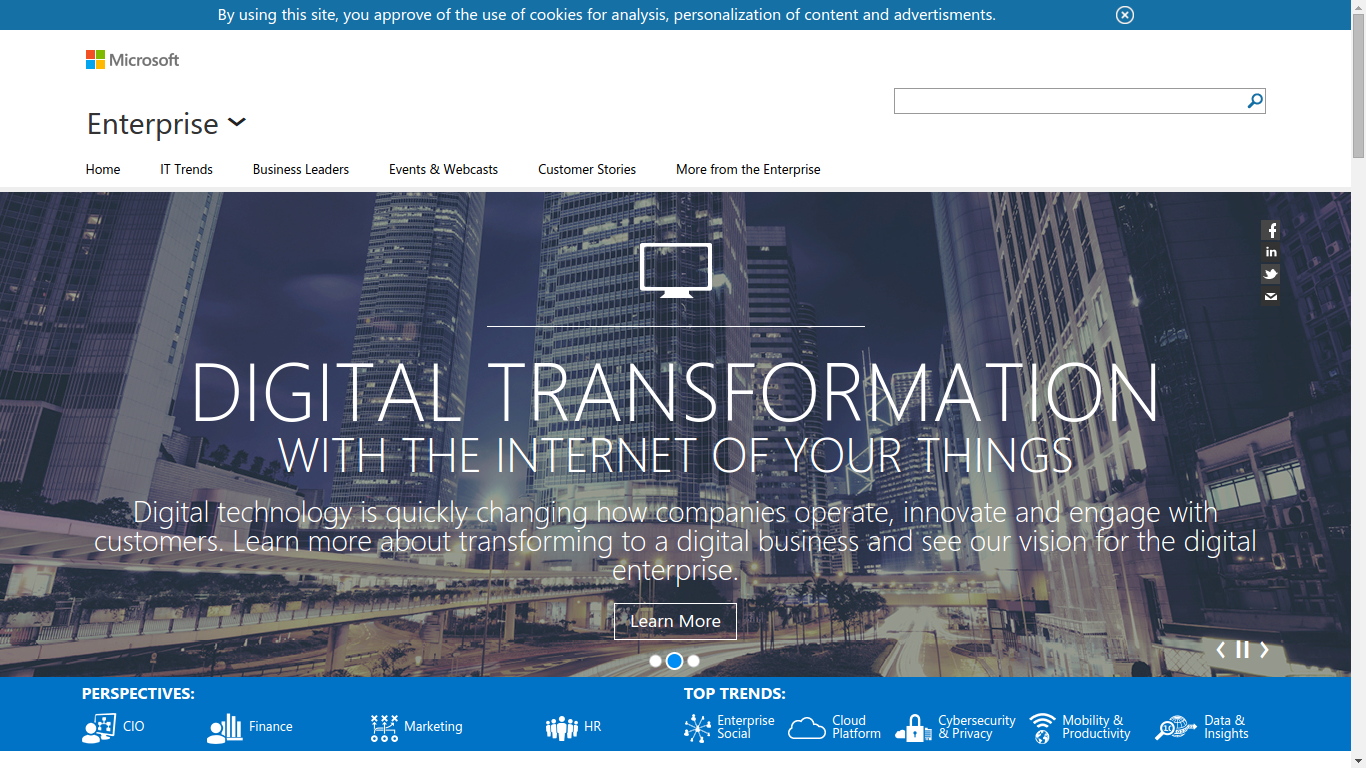 By using this site, you approve of the use of cookies for analysis, personalization of content and advertisments.
Microsoft
Enterprise
Home IT Trends Business Leaders Events & Webcasts Customer Stories More from the Enterprise
DIGITAL TRANSFORMATION
WITH THE INTERNET OF YOUR THINGS
Digital technology is quickly changing how companies operate, innovate and engage with
customers. Learn more about transforming to a digital business and see our vision for the digital
enterprise.
Learn More
PERSPECTIVES:
CIO Finance Marketing HR
TOP TRENDS:
Enterprise
Social
Cloud
Platform
Cybersecurity
& Privacy
Mobility &
Productivity
Data &
Insights